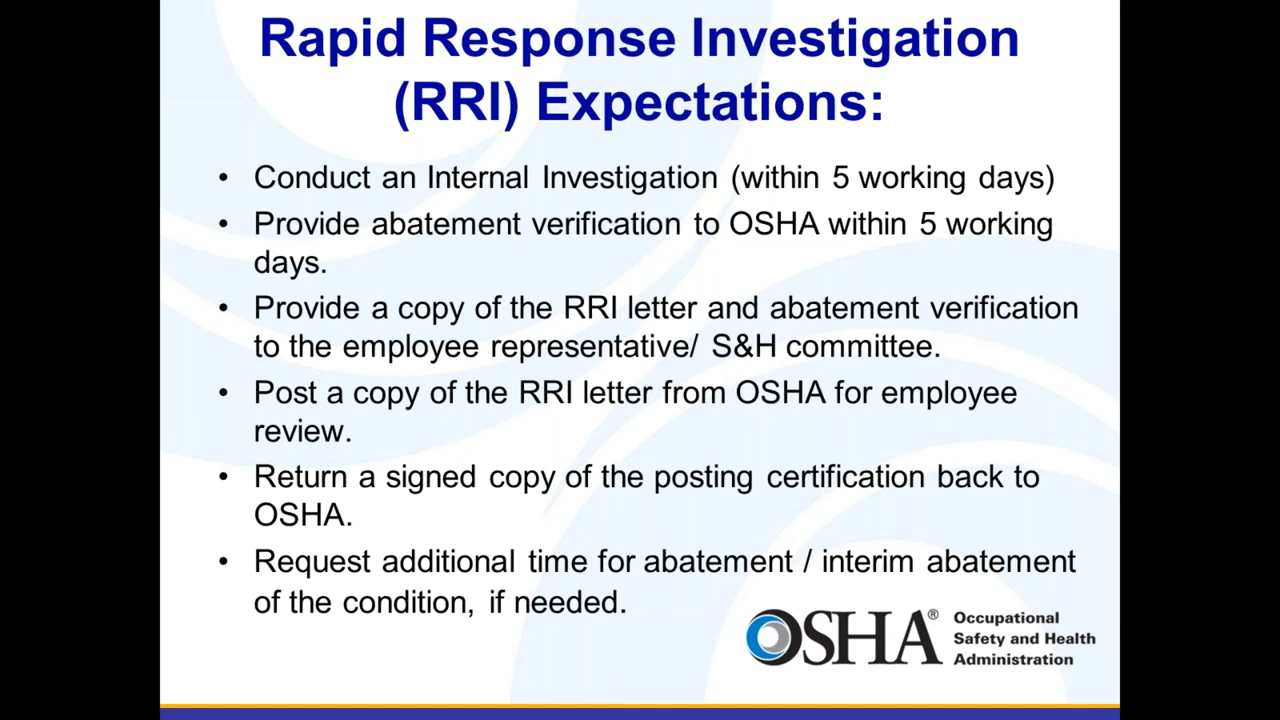 Rapid Response Investigation
(RRI) Expectations:
• Conduct an Internal Investigation (within 5 working days)
• Provide abatement verification to OSHA within 5 working
days.
• Provide a copy of the RRI letter and abatement verification
to the employee representative/ S&H committee.
• Post a copy of the RRI letter from OSHA for employee
review.
• Return a signed copy of the posting certification back to
OSHA.
• Request additional time for abatement / interim abatement
of the condition, if needed.
OSHA®
Occupational
Safety and Health
Administration